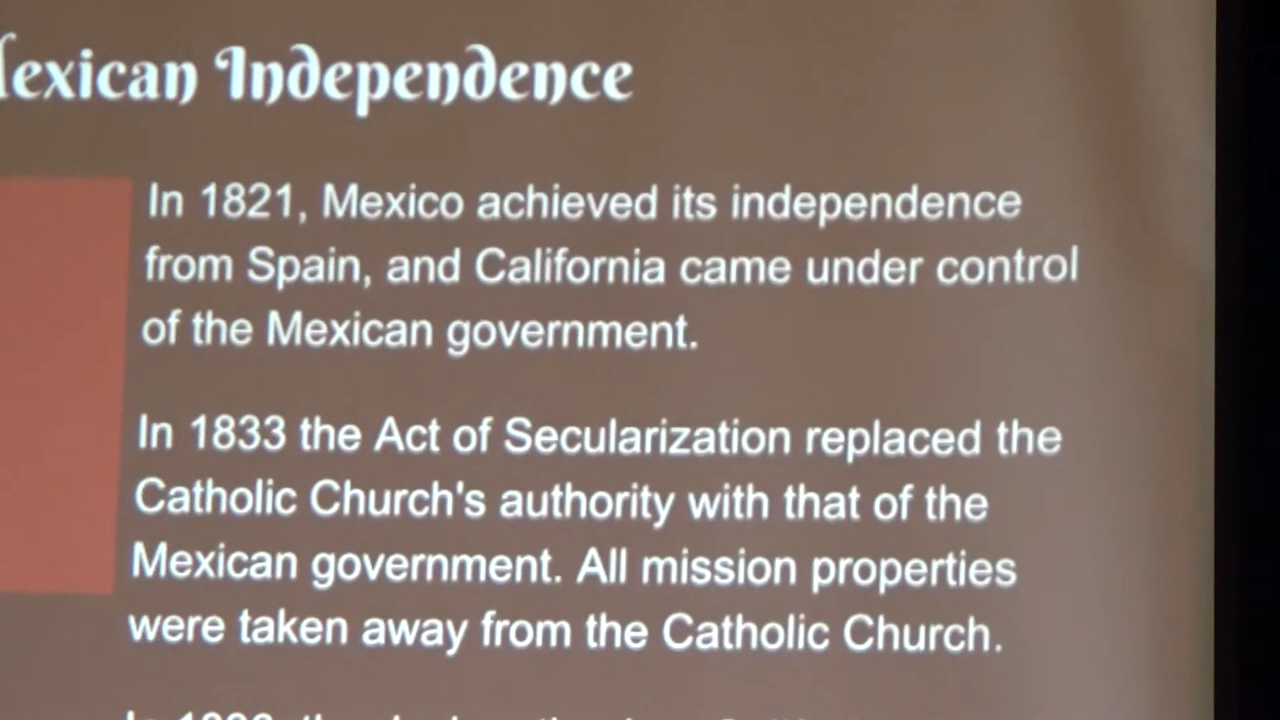 exican Independence
In 1821, Mexico achieved its independence
from Spain, and California came under control
of the Mexican government.
In 1833 the Act of Secularization replaced the
Catholic Church's authority with that of the
Mexican government. All mission properties
were taken away from the Catholic Church.
In